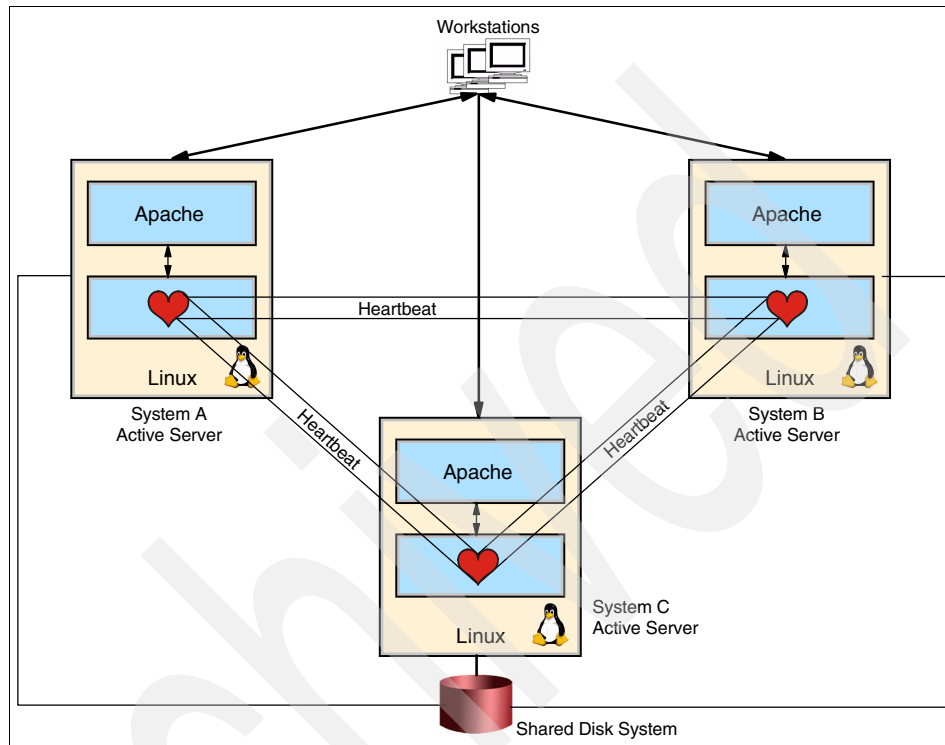 Workstations
Apache
Apache
Heartbeat
Linux
Linux
System A
Active Server
System B
Active Server
Heartbeat
Heartbeat
Apache
System C
Active Server
Linux
Shared Disk System